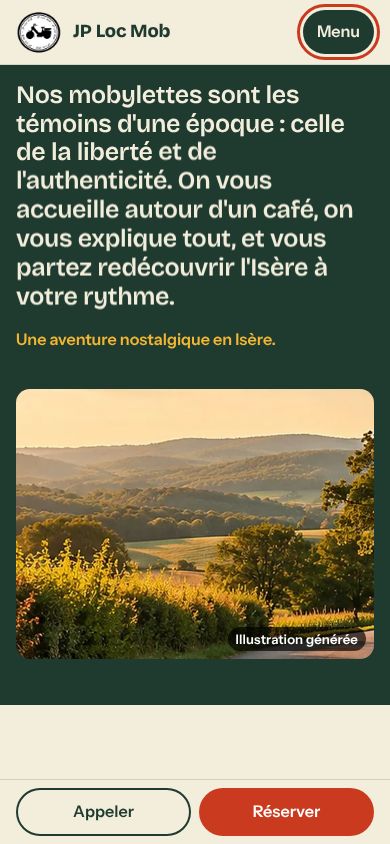 JP Loc Mob
Menu
Nos mobylettes sont les
témoins d'une époque : celle
de la liberté et de
l'authenticité. On vous
accueille autour d'un café, on
vous explique tout, et vous
partez redécouvrir l'Isère à
votre rythme.
Une aventure nostalgique en Isère.
Illustration générée
Appeler
Réserver